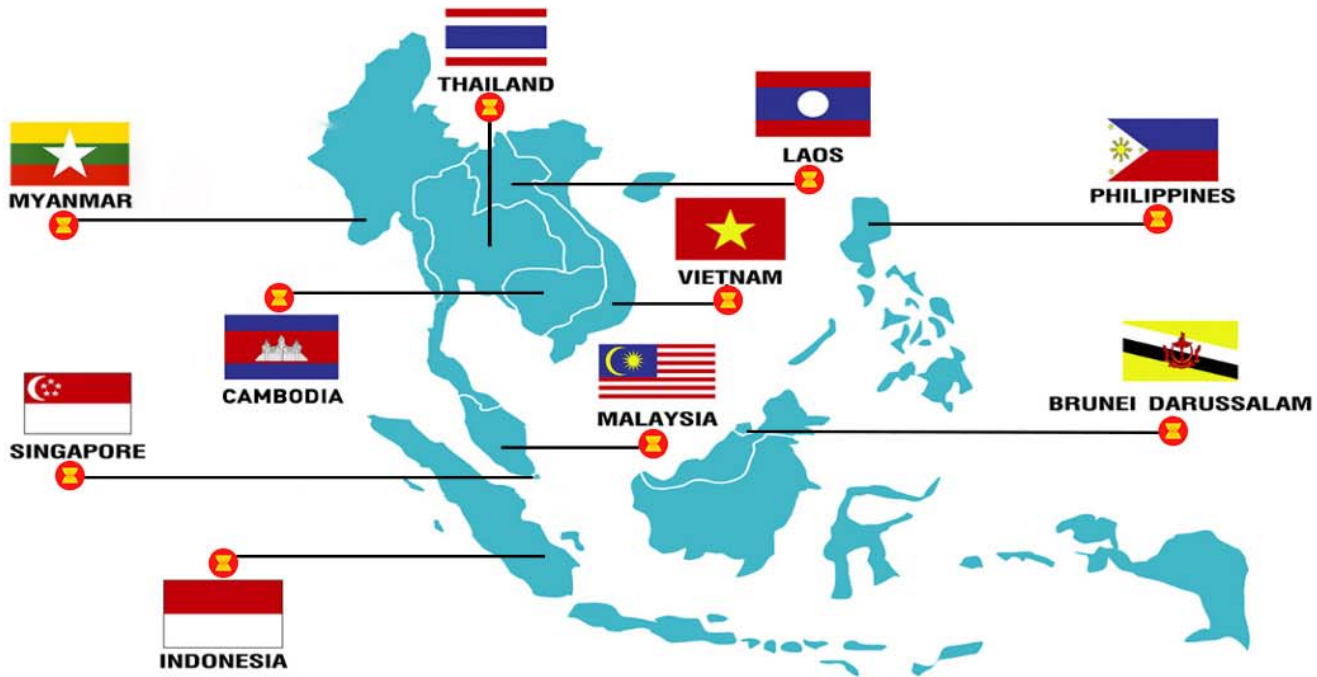 THAILAND
LAOS
MYANMAR
PHILIPPINES
VIETNAM
CAMBODIA
MALAYSIA
BRUNEI DARUSSALAM
SINGAPORE
INDONESIA